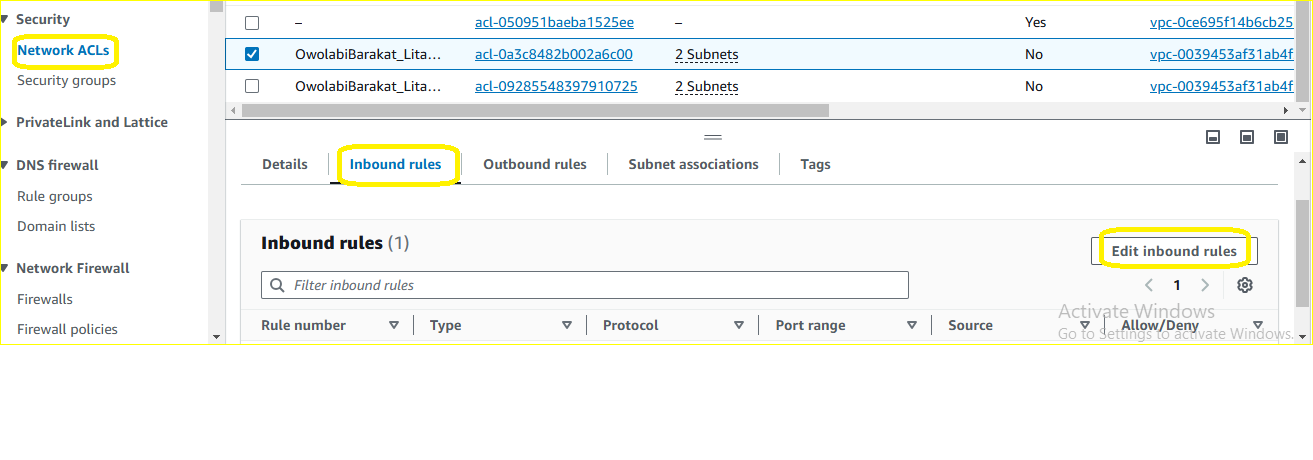 Security
Network ACLs
Security groups
PrivateLink and Lattice
DNS firewall
Rule groups
Domain lists
Network Firewall
Firewalls
Firewall policies
– acl-050951baeba1525ee – Yes vpc-0ce695f14b6cb25
OwolabiBarakat_Lita... acl-0a3c8482b002a6c00 2 Subnets No vpc-0039453af31ab4f
OwolabiBarakat_Lita... acl-09285548397910725 2 Subnets No vpc-0039453af31ab4f
Details Inbound rules Outbound rules Subnet associations Tags
Inbound rules (1)
Edit inbound rules
Filter inbound rules
1
Rule number Type Protocol Port range Source Allow/Deny
Activate Windows
Go to Settings to activate Windows.